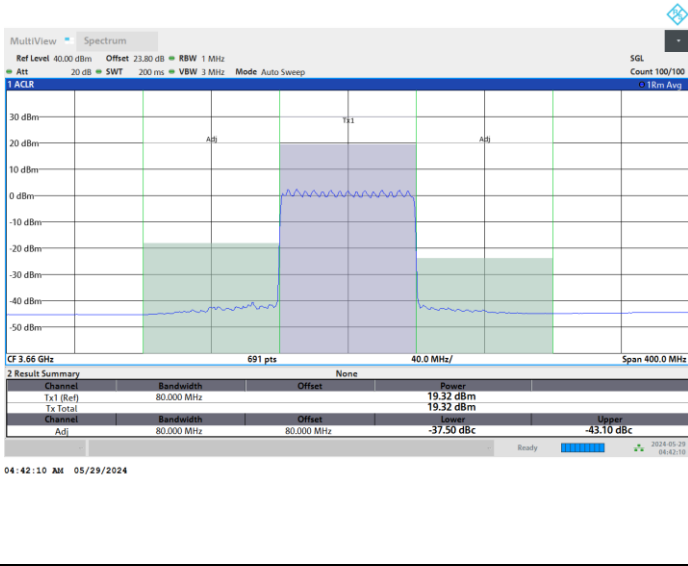 MultiView Spectrum
Ref Level 40.00 dBm Offset 23.80 dB RBW 1 MHz SGL
Att 20 dB SWT 200 ms VBW 3 MHz Mode Auto Sweep Count 100/100
1 ACLR 1Rm Avg
30 dBm
Tx1
20 dBm
Adj Adj
10 dBm
0 dBm
-10 dBm
-20 dBm
-30 dBm
-40 dBm
-50 dBm
CF 3.66 GHz 691 pts 40.0 MHz/ Span 400.0 MHz
2 Result Summary None
Channel Bandwidth Offset Power
Tx1 (Ref) 80.000 MHz 19.32 dBm
Tx Total 19.32 dBm
Channel Bandwidth Offset Lower Upper
Adj 80.000 MHz 80.000 MHz -37.50 dBc -43.10 dBc
Ready 2024-05-29
04:42:10
04:42:10 AM 05/29/2024